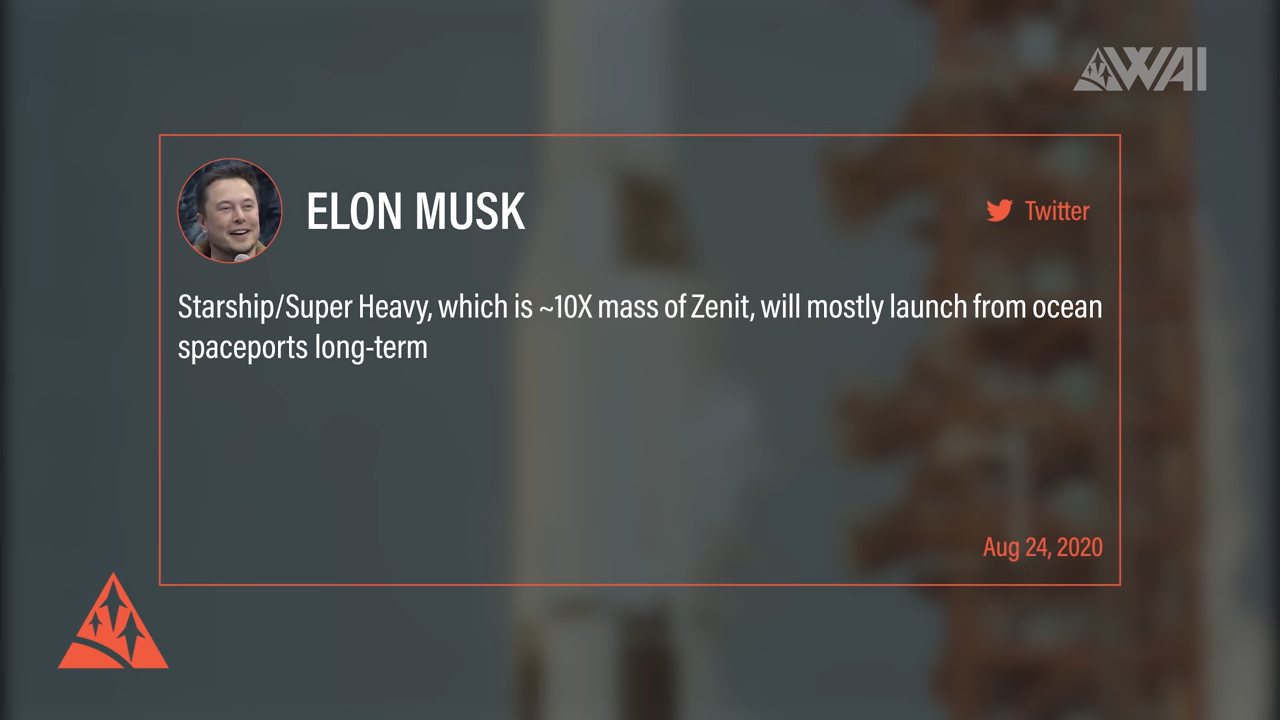 WAI
ELON MUSK
Twitter
Starship/Super Heavy, which is ~10X mass of Zenit, will mostly launch from ocean
spaceports long-term
Aug 24, 2020